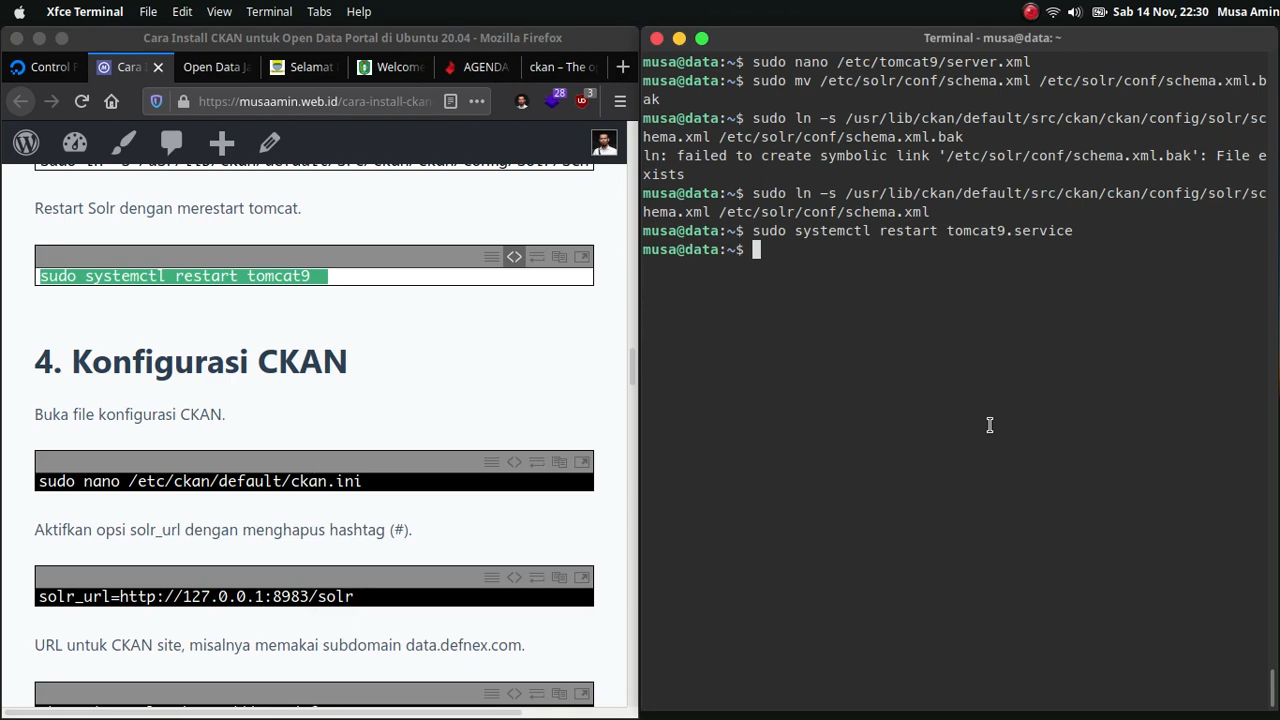 Xfce Terminal File Edit View Terminal Tabs Help Sab 14 Nov, 22:30 Musa Amin
Cara Install CKAN untuk Open Data Portal di Ubuntu 20.04 - Mozilla Firefox
Control P Cara I Open Data Ja Selamat Welcome AGENDA ckan – The op
https://musaamin.web.id/cara-install-ckan 28 3
Restart Solr dengan merestart tomcat.
sudo systemctl restart tomcat9
4. Konfigurasi CKAN
Buka file konfigurasi CKAN.
sudo nano /etc/ckan/default/ckan.ini
Aktifkan opsi solr_url dengan menghapus hashtag (#).
solr_url=http://127.0.0.1:8983/solr
URL untuk CKAN site, misalnya memakai subdomain data.defnex.com.
Terminal - musa@data: ~
musa@data:~$ sudo nano /etc/tomcat9/server.xml
musa@data:~$ sudo mv /etc/solr/conf/schema.xml /etc/solr/conf/schema.xml.b
ak
musa@data:~$ sudo ln -s /usr/lib/ckan/default/src/ckan/ckan/config/solr/sc
hema.xml /etc/solr/conf/schema.xml.bak
ln: failed to create symbolic link '/etc/solr/conf/schema.xml.bak': File e
xists
musa@data:~$ sudo ln -s /usr/lib/ckan/default/src/ckan/ckan/config/solr/sc
hema.xml /etc/solr/conf/schema.xml
musa@data:~$ sudo systemctl restart tomcat9.service
musa@data:~$